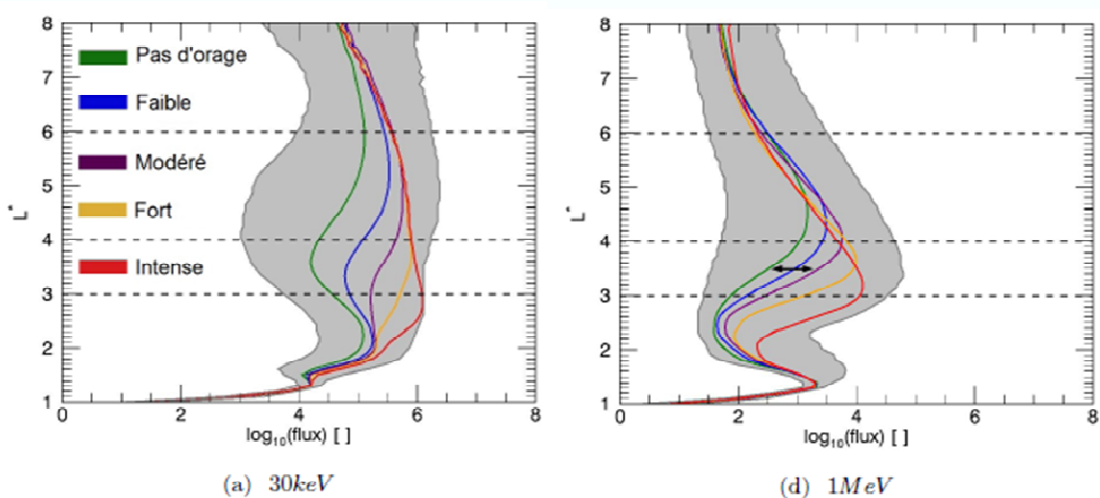 8
7
6
5
4
3
2
1
L*
Pas d'orage
Faible
Modéré
Fort
Intense
0 2 4 6 8
log10(flux) [ ]
(a) 30keV
8
7
6
5
4
3
2
1
L*
0 2 4 6 8
log10(flux) [ ]
(d) 1MeV